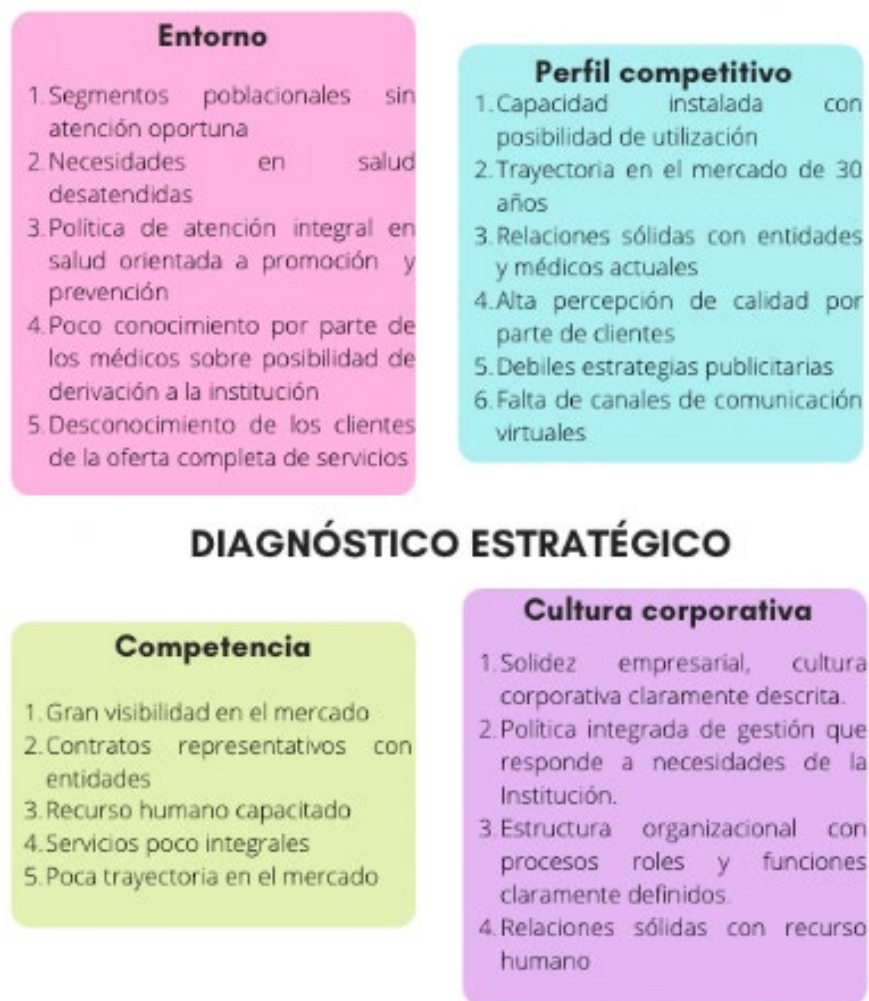 Entorno
1. Segmentos poblacionales sin
atención oportuna
2. Necesidades en salud
desatendidas
3. Política de atención integral en
salud orientada a promoción y
prevención
4. Poco conocimiento por parte de
los médicos sobre posibilidad de
derivación a la institución
5. Desconocimiento de los clientes
de la oferta completa de servicios
Perfil competitivo
1. Capacidad instalada con
posibilidad de utilización
2. Trayectoria en el mercado de 30
años
3. Relaciones sólidas con entidades
y médicos actuales
4. Alta percepción de calidad por
parte de clientes
5. Debiles estrategias publicitarias
6. Falta de canales de comunicación
virtuales
DIAGNÓSTICO ESTRATÉGICO
Competencia
1. Gran visibilidad en el mercado
2. Contratos representativos con
entidades
3. Recurso humano capacitado
4. Servicios poco integrales
5. Poca trayectoria en el mercado
Cultura corporativa
1. Solidez empresarial, cultura
corporativa claramente descrita.
2. Política integrada de gestión que
responde a necesidades de la
Institución.
3. Estructura organizacional con
procesos roles y funciones
claramente definidos.
4. Relaciones sólidas con recurso
humano